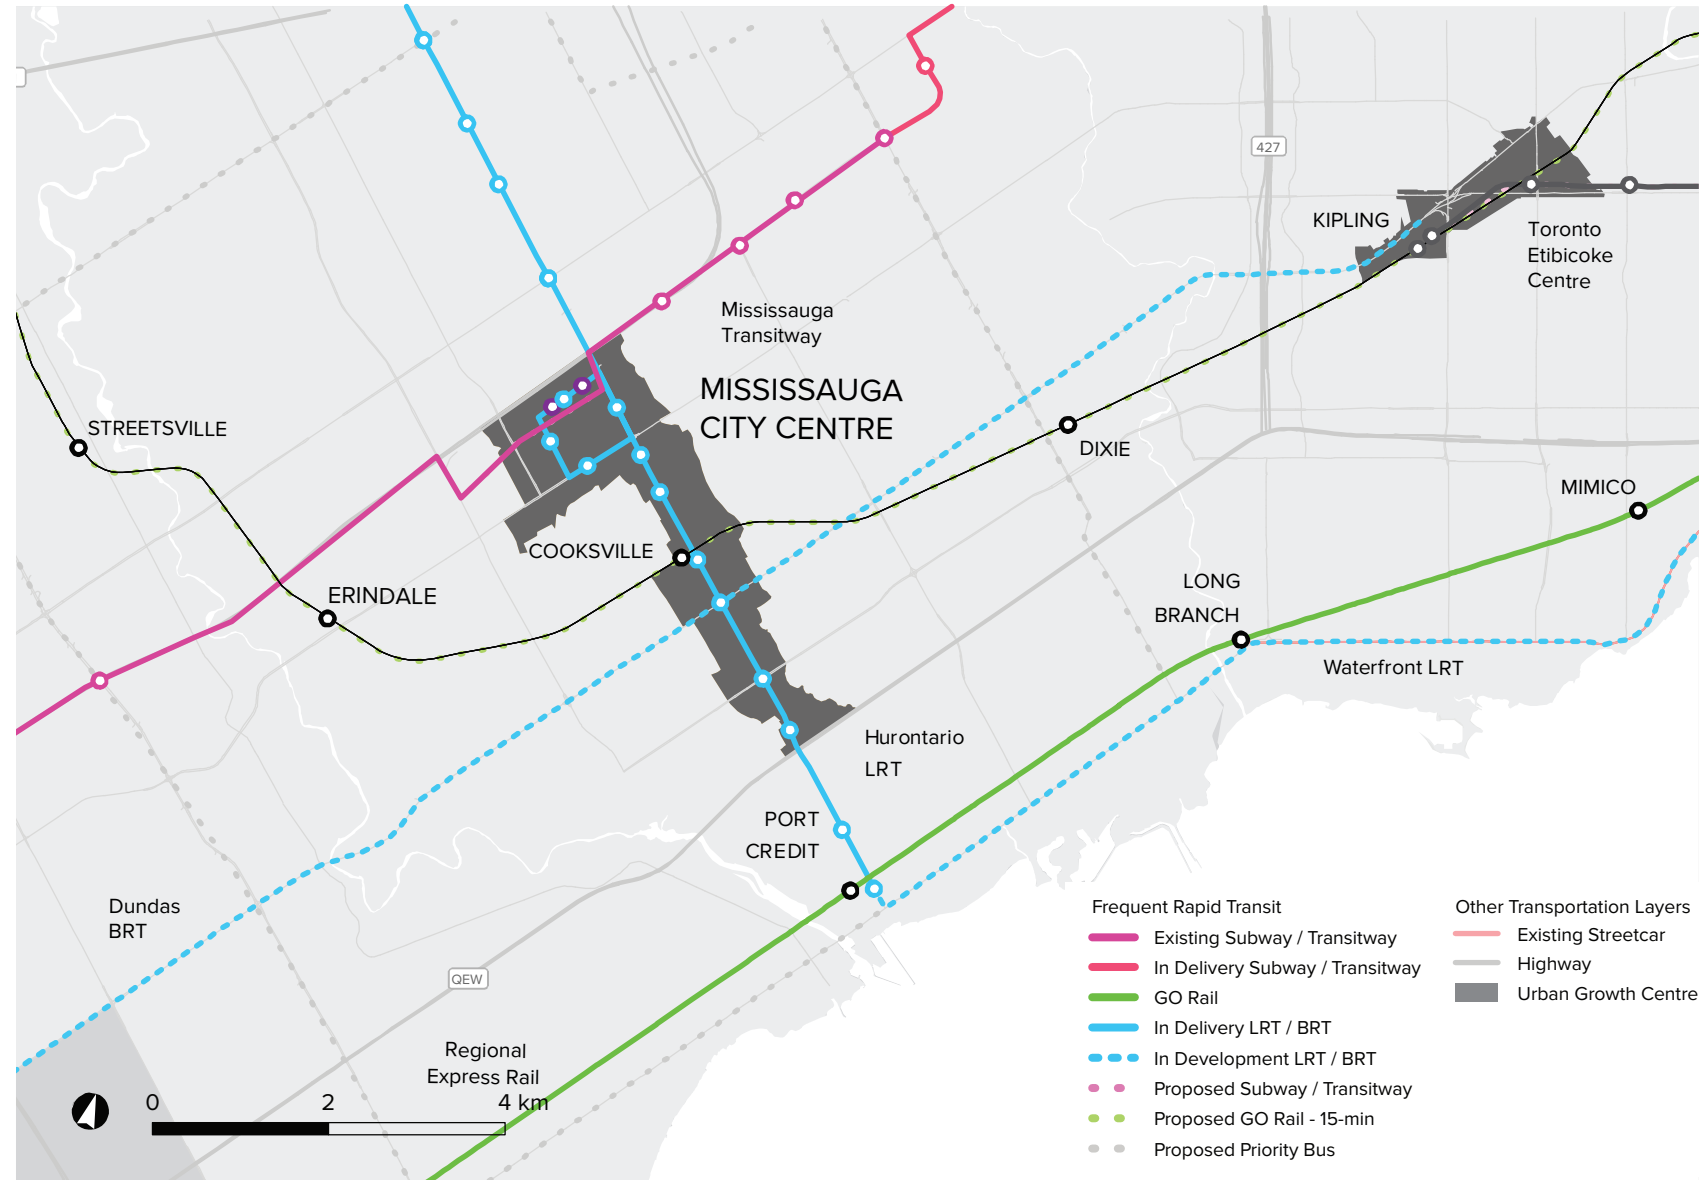 427
KIPLING
Toronto
Etibicoke
Centre
Mississauga
Transitway
MISSISSAUGA
CITY CENTRE
STREETSVILLE
DIXIE
MIMICO
COOKSVILLE
ERINDALE
LONG
BRANCH
Waterfront LRT
Hurontario
LRT
PORT
CREDIT
Dundas
BRT
QEW
Regional
Express Rail
0 2 4 km
Frequent Rapid Transit
Existing Subway / Transitway
In Delivery Subway / Transitway
GO Rail
In Delivery LRT / BRT
In Development LRT / BRT
Proposed Subway / Transitway
Proposed GO Rail - 15-min
Proposed Priority Bus
Other Transportation Layers
Existing Streetcar
Highway
Urban Growth Centre